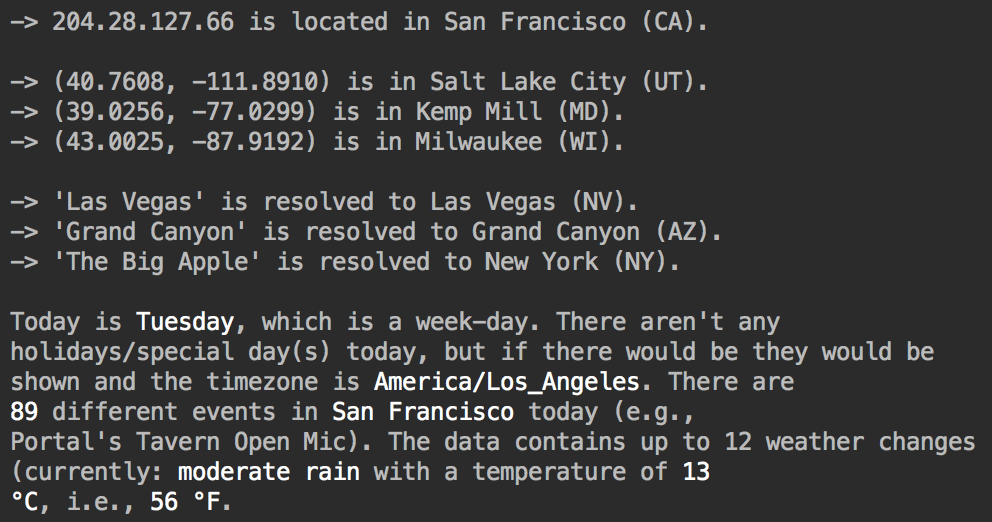 -> 204.28.127.66 is located in San Francisco (CA).
-> (40.7608, -111.8910) is in Salt Lake City (UT).
-> (39.0256, -77.0299) is in Kemp Mill (MD).
-> (43.0025, -87.9192) is in Milwaukee (WI).
-> 'Las Vegas' is resolved to Las Vegas (NV).
-> 'Grand Canyon' is resolved to Grand Canyon (AZ).
-> 'The Big Apple' is resolved to New York (NY).
Today is Tuesday, which is a week-day. There aren't any
holidays/special day(s) today, but if there would be they would be
shown and the timezone is America/Los_Angeles. There are
89 different events in San Francisco today (e.g.,
Portal's Tavern Open Mic). The data contains up to 12 weather changes
(currently: moderate rain with a temperature of 13
°C, i.e., 56 °F.